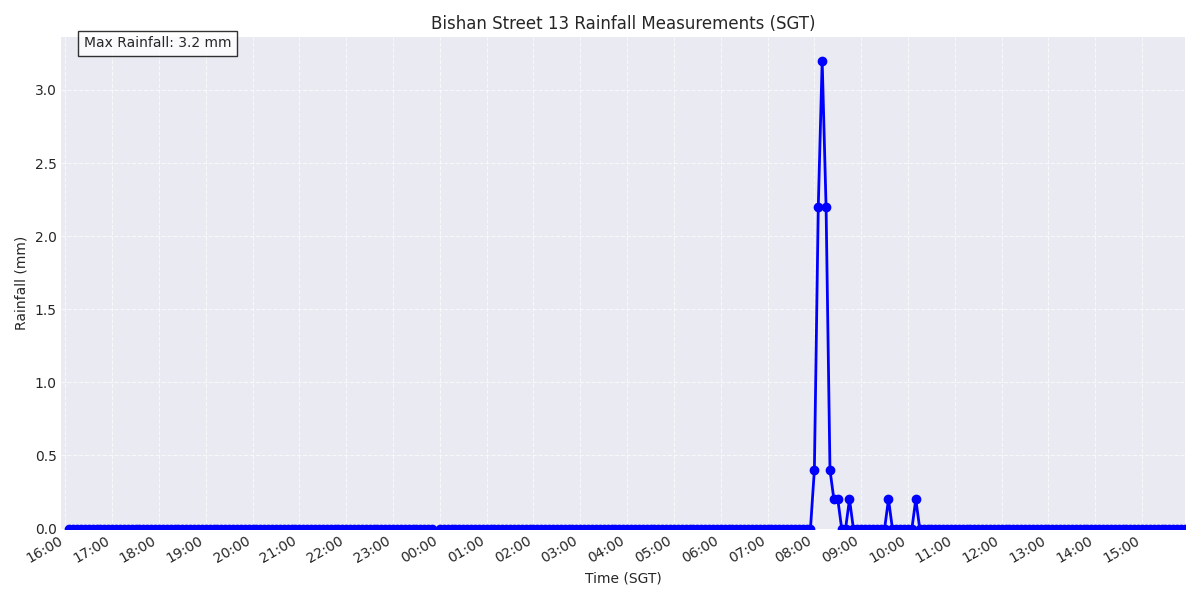 Bishan Street 13 Rainfall Measurements (SGT)
Max Rainfall: 3.2 mm
Rainfall (mm)
3.0
2.5
2.0
1.5
1.0
0.5
0.0
16:00 17:00 18:00 19:00 20:00 21:00 22:00 23:00 00:00 01:00 02:00 03:00 04:00 05:00 06:00 07:00 08:00 09:00 10:00 11:00 12:00 13:00 14:00 15:00
Time (SGT)